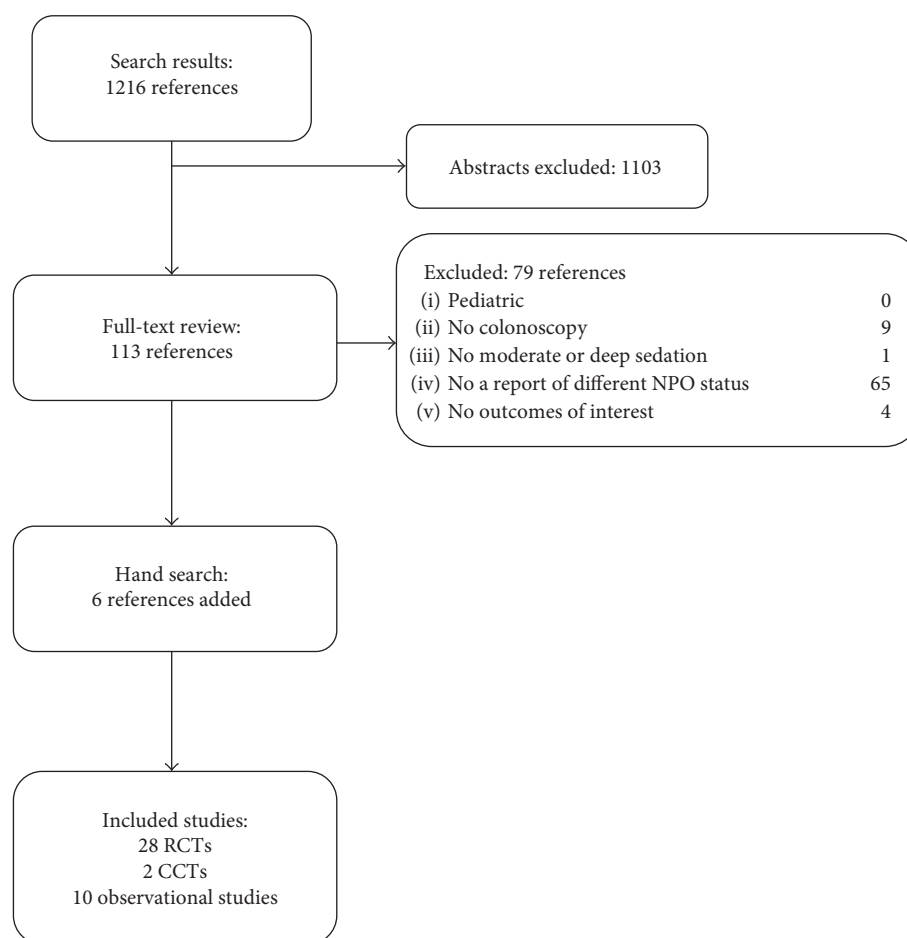 Search results:
1216 references
Abstracts excluded: 1103
Full-text review:
113 references
Excluded: 79 references
(i) Pediatric 0
(ii) No colonoscopy 9
(iii) No moderate or deep sedation 1
(iv) No a report of different NPO status 65
(v) No outcomes of interest 4
Hand search:
6 references added
Included studies:
28 RCTs
2 CCTs
10 observational studies